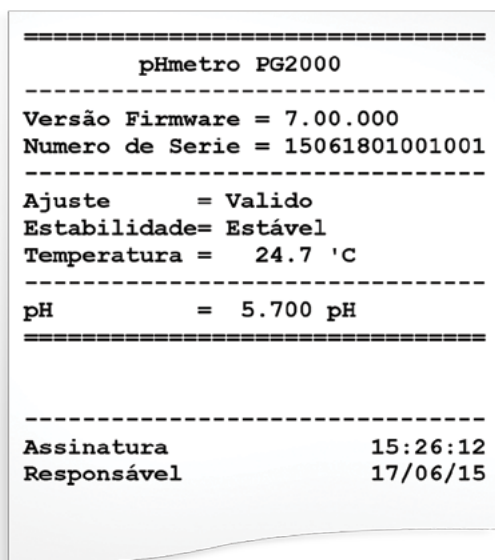 ================================
pHmetro PG2000
--------------------------------
Versão Firmware = 7.00.000
Numero de Serie = 15061801001001
--------------------------------
Ajuste      = Valido
Estabilidade= Estável
Temperatura =   24.7 'C
--------------------------------
pH          =  5.700 pH
================================
--------------------------------
Assinatura              15:26:12
Responsável             17/06/15